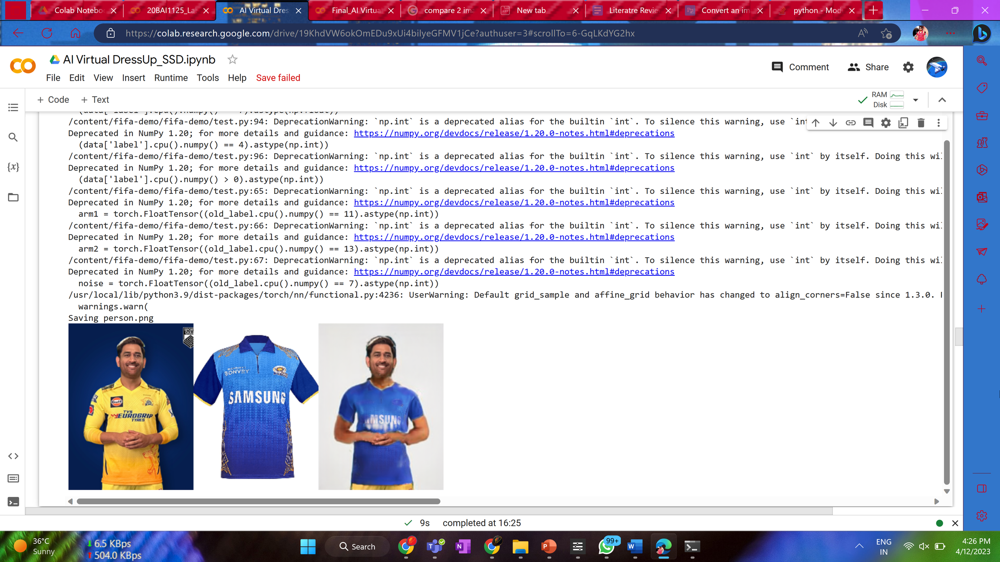 Colab Notebo
20BAI1125_La
AI Virtual Dres
Final_AI Virtua
compare 2 ima
New tab
Literatre Revie
Convert an im
python - Mod
https://colab.research.google.com/drive/19KhdVW6okOmEDu9xUi4bilyeGFMV1jCe?authuser=3#scrollTo=6-GqLKdYG2hx
AI Virtual DressUp_SSD.ipynb
Comment
Share
File Edit View Insert Runtime Tools Help Save failed
+ Code + Text
RAM
Disk
/content/fifa-demo/fifa-demo/test.py:94: DeprecationWarning: `np.int` is a deprecated alias for the builtin `int`. To silence this warning, use `int
Deprecated in NumPy 1.20; for more details and guidance: https://numpy.org/devdocs/release/1.20.0-notes.html#deprecations
(data['label'].cpu().numpy() == 4).astype(np.int))
/content/fifa-demo/fifa-demo/test.py:96: DeprecationWarning: `np.int` is a deprecated alias for the builtin `int`. To silence this warning, use `int` by itself. Doing this wil
Deprecated in NumPy 1.20; for more details and guidance: https://numpy.org/devdocs/release/1.20.0-notes.html#deprecations
(data['label'].cpu().numpy() > 0).astype(np.int))
/content/fifa-demo/fifa-demo/test.py:65: DeprecationWarning: `np.int` is a deprecated alias for the builtin `int`. To silence this warning, use `int` by itself. Doing this wil
Deprecated in NumPy 1.20; for more details and guidance: https://numpy.org/devdocs/release/1.20.0-notes.html#deprecations
arm1 = torch.FloatTensor((old_label.cpu().numpy() == 11).astype(np.int))
/content/fifa-demo/fifa-demo/test.py:66: DeprecationWarning: `np.int` is a deprecated alias for the builtin `int`. To silence this warning, use `int` by itself. Doing this wil
Deprecated in NumPy 1.20; for more details and guidance: https://numpy.org/devdocs/release/1.20.0-notes.html#deprecations
arm2 = torch.FloatTensor((old_label.cpu().numpy() == 13).astype(np.int))
/content/fifa-demo/fifa-demo/test.py:67: DeprecationWarning: `np.int` is a deprecated alias for the builtin `int`. To silence this warning, use `int` by itself. Doing this wil
Deprecated in NumPy 1.20; for more details and guidance: https://numpy.org/devdocs/release/1.20.0-notes.html#deprecations
noise = torch.FloatTensor((old_label.cpu().numpy() == 7).astype(np.int))
/usr/local/lib/python3.9/dist-packages/torch/nn/functional.py:4236: UserWarning: Default grid_sample and affine_grid behavior has changed to align_corners=False since 1.3.0.
warnings.warn(
Saving person.png
Gulf
TVS
EUROGRIP
TYRES
BONVOY
SAMSUNG
AMSUNG
9s completed at 16:25
36°C
Sunny
6.5 KBps
504.0 KBps
Search
99+
ENG
IN
4:26 PM
4/12/2023